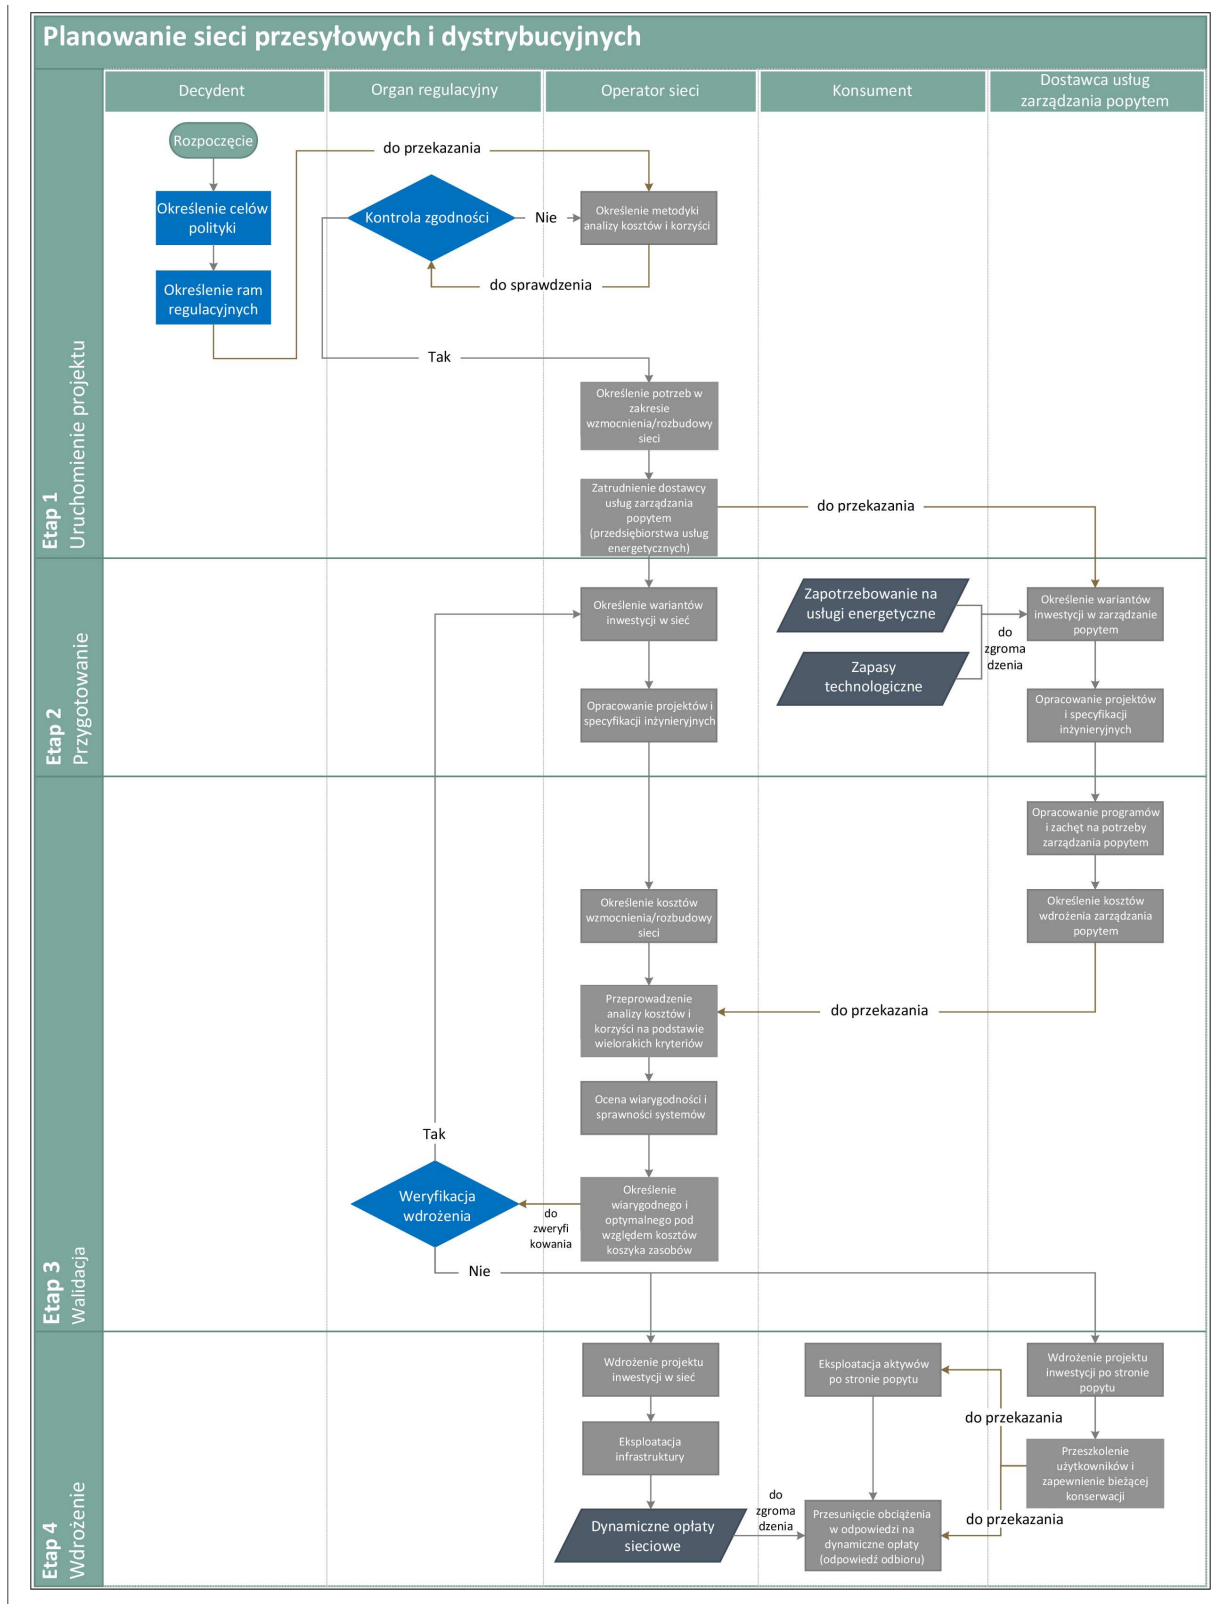 Planowanie sieci przesyłowych i dystrybucyjnych
Decydent
Organ regulacyjny
Operator sieci
Konsument
Dostawca usług
zarządzania popytem
Etap 1
Uruchomienie projektu
Rozpoczęcie
do przekazania
Określenie celów
polityki
Kontrola zgodności
Nie
Określenie metodyki
analizy kosztów i korzyści
Określenie ram
regulacyjnych
do sprawdzenia
Tak
Określenie potrzeb w
zakresie
wzmocnienia/rozbudowy
sieci
Zatrudnienie dostawcy
usług zarządzania
popytem
(przedsiębiorstwa usług
energetycznych)
do przekazania
Etap 2
Przygotowanie
Określenie wariantów
inwestycji w sieć
Zapotrzebowanie na
usługi energetyczne
do
zgroma
dzenia
Określenie wariantów
inwestycji w zarządzanie
popytem
Zapasy
technologiczne
Opracowanie projektów i
specyfikacji inżynieryjnych
Opracowanie projektów
i specyfikacji
inżynieryjnych
Etap 3
Walidacja
Opracowanie programów
i zachęt na potrzeby
zarządzania popytem
Określenie kosztów
wzmocnienia/rozbudowy
sieci
Określenie kosztów
wdrożenia zarządzania
popytem
Przeprowadzenie
analizy kosztów i
korzyści na podstawie
wielorakich kryteriów
do przekazania
Ocena wiarygodności i
sprawności systemów
Tak
Weryfikacja
wdrożenia
do
zweryfi
kowania
Określenie
wiarygodnego i
optymalnego pod
względem kosztów
koszyka zasobów
Nie
Etap 4
Wdrożenie
Wdrożenie projektu
inwestycji w sieć
Eksploatacja aktywów
po stronie popytu
Wdrożenie projektu
inwestycji po stronie
popytu
do przekazania
Eksploatacja
infrastruktury
Przeszkolenie
użytkowników i
zapewnienie bieżącej
konserwacji
Dynamiczne opłaty
sieciowe
do
zgroma
dzenia
Przesunięcie obciążenia
w odpowiedzi na
dynamiczne opłaty
(odpowiedź odbioru)
do przekazania